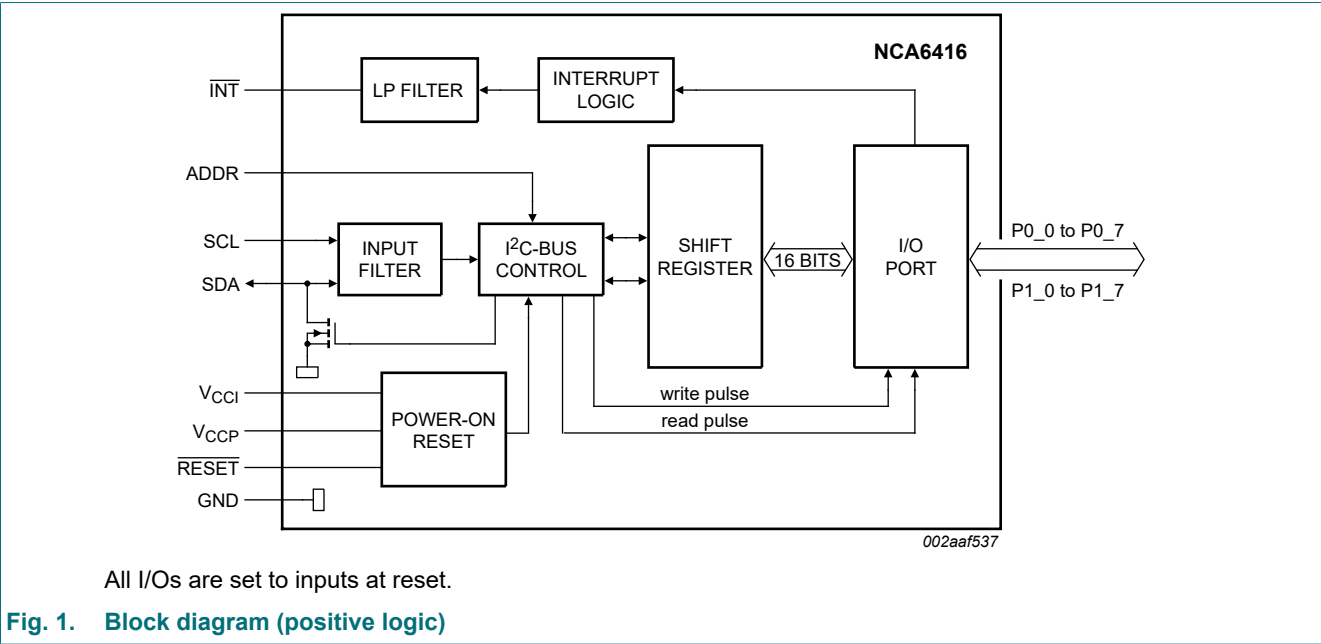 NCA6416
INT
LP FILTER
INTERRUPT
LOGIC
ADDR
SCL
SDA
INPUT
FILTER
I²C-BUS
CONTROL
SHIFT
REGISTER
16 BITS
I/O
PORT
P0_0 to P0_7
P1_0 to P1_7
VCCI
VCCP
RESET
GND
POWER-ON
RESET
write pulse
read pulse
002aaf537
All I/Os are set to inputs at reset.
Fig. 1. Block diagram (positive logic)